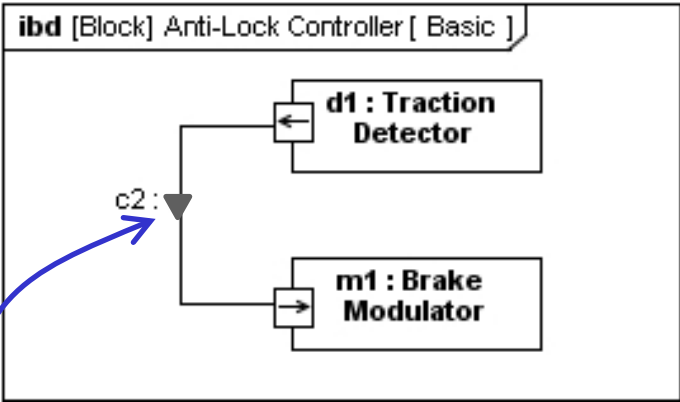 ibd [Block] Anti-Lock Controller [ Basic ]
d1 : Traction
Detector
c2 :
m1 : Brake
Modulator